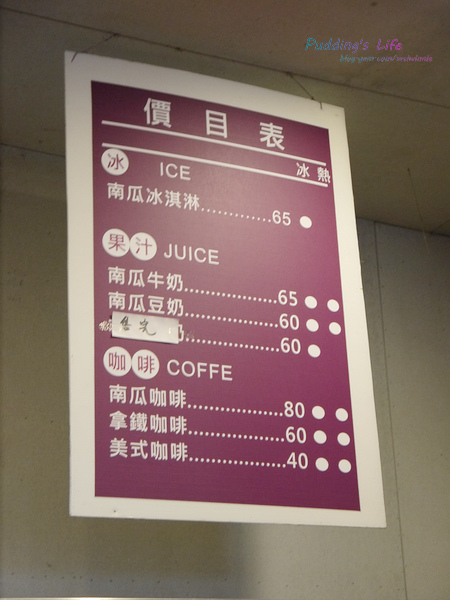 Pudding's Life
價目表
冰 熱
冰 ICE
南瓜冰淇淋.............65 ●
果汁 JUICE
南瓜牛奶.................65 ● ●
南瓜豆奶.................60 ● ●
售完 奶.................60 ●
咖啡 COFFE
南瓜咖啡.................80 ● ●
拿鐵咖啡.................60 ● ●
美式咖啡.................40 ● ●